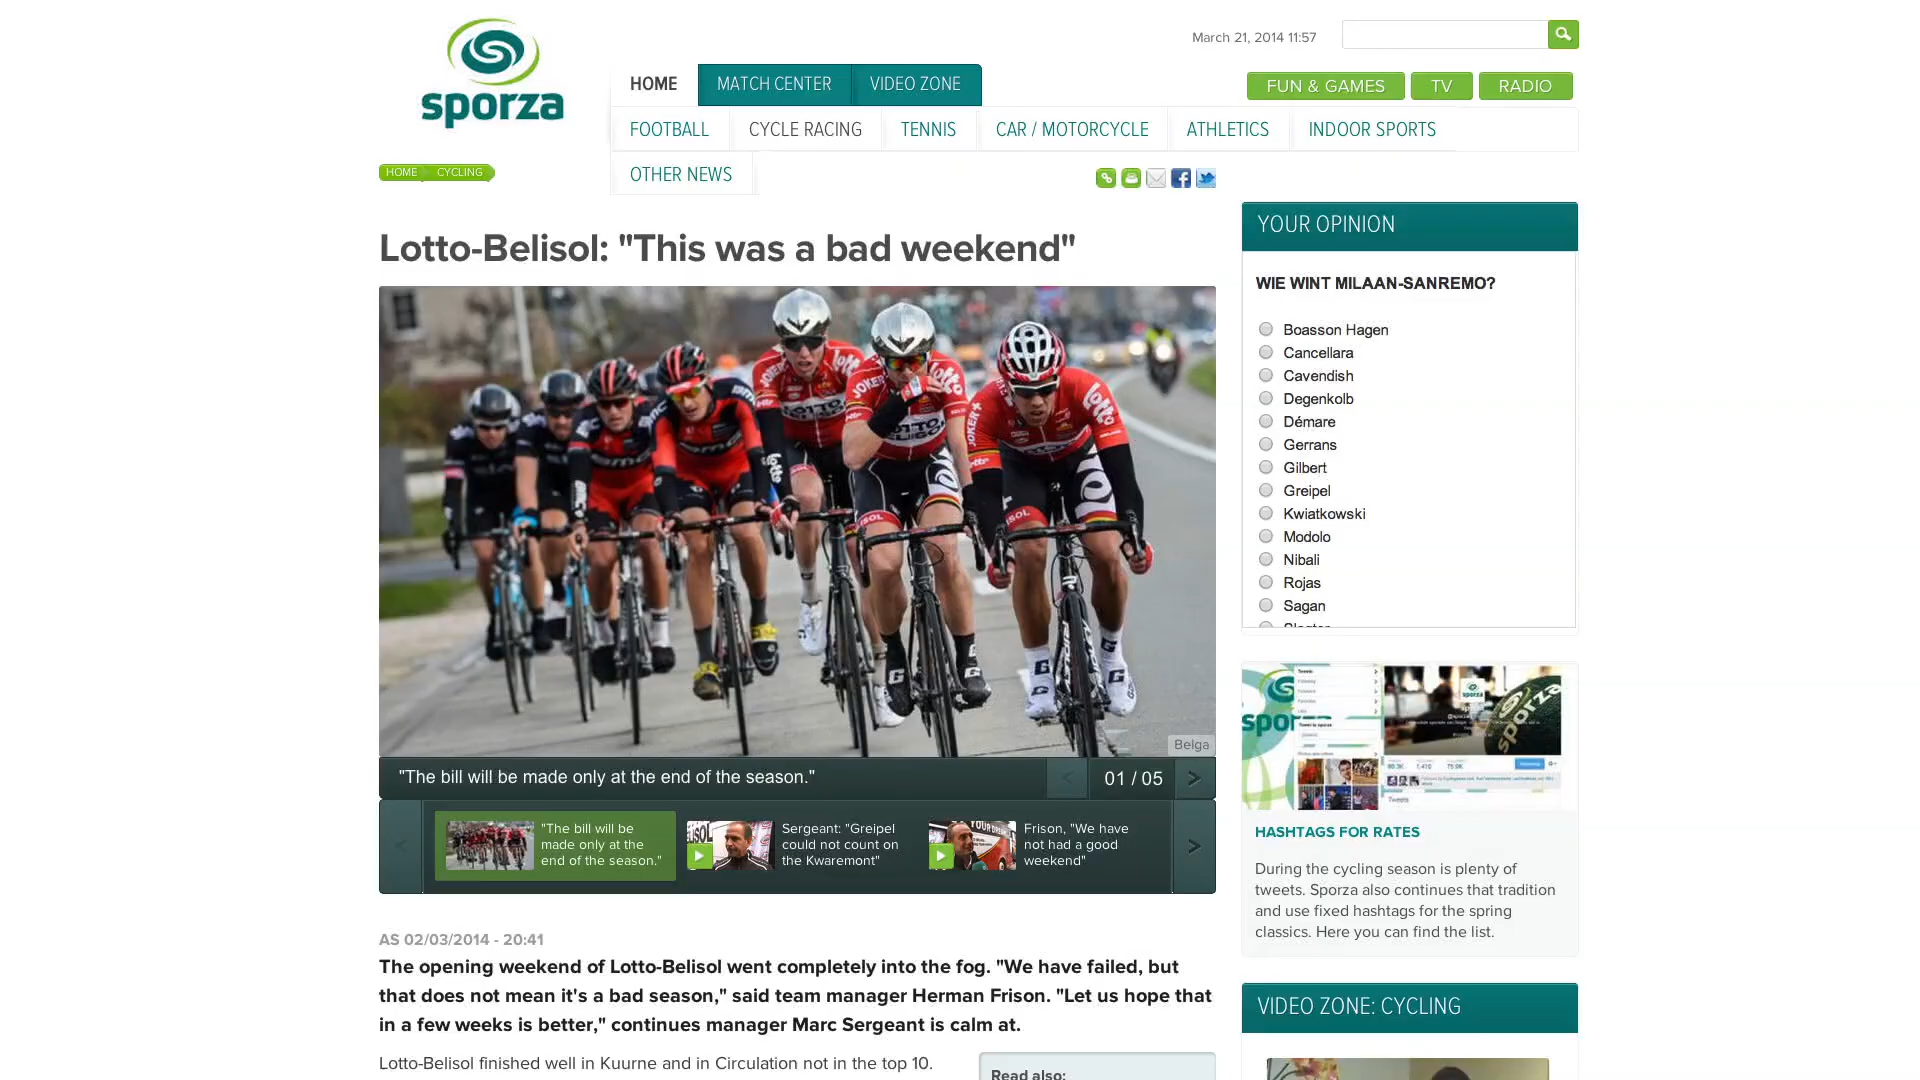 sporza
March 21, 2014 11:57
HOME
MATCH CENTER
VIDEO ZONE
FUN & GAMES
TV
RADIO
FOOTBALL
CYCLE RACING
TENNIS
CAR / MOTORCYCLE
ATHLETICS
INDOOR SPORTS
OTHER NEWS
HOME
CYCLING
Lotto-Belisol: "This was a bad weekend"
Belga
"The bill will be made only at the end of the season."
01 / 05
"The bill will be
made only at the
end of the season."
Sergeant: "Greipel
could not count on
the Kwaremont"
Frison, "We have
not had a good
weekend"
AS 02/03/2014 - 20:41
The opening weekend of Lotto-Belisol went completely into the fog. "We have failed, but
that does not mean it's a bad season," said team manager Herman Frison. "Let us hope that
in a few weeks is better," continues manager Marc Sergeant is calm at.
Lotto-Belisol finished well in Kuurne and in Circulation not in the top 10.
Read also:
YOUR OPINION
WIE WINT MILAAN-SANREMO?
Boasson Hagen
Cancellara
Cavendish
Degenkolb
Démare
Gerrans
Gilbert
Greipel
Kwiatkowski
Modolo
Nibali
Rojas
Sagan
HASHTAGS FOR RATES
During the cycling season is plenty of
tweets. Sporza also continues that tradition
and use fixed hashtags for the spring
classics. Here you can find the list.
VIDEO ZONE: CYCLING